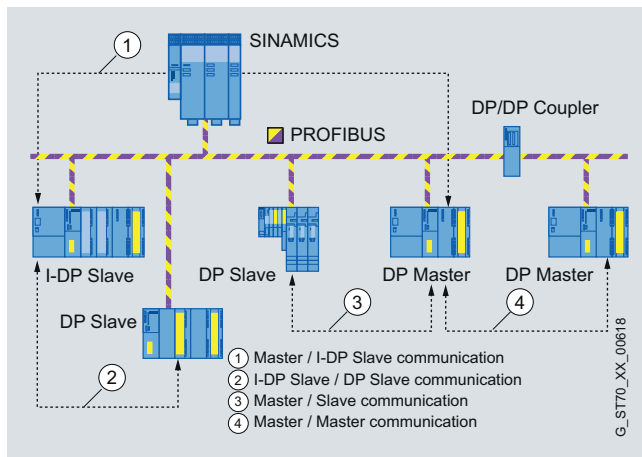 1
SINAMICS
DP/DP Coupler
PROFIBUS
I-DP Slave
DP Slave
DP Master
DP Master
3
4
DP Slave
2
1 Master / I-DP Slave communication
2 I-DP Slave / DP Slave communication
3 Master / Slave communication
4 Master / Master communication
G_ST70_XX_00618